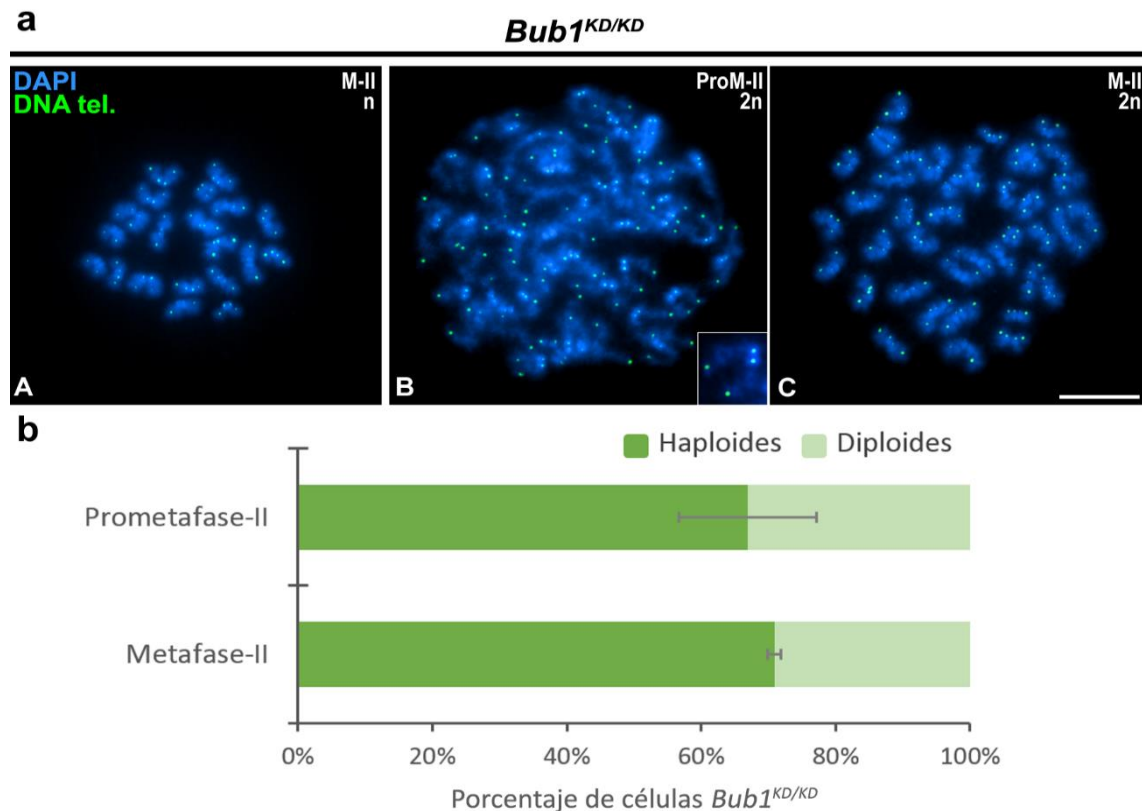 a
Bub1KD/KD
DAPI
DNA tel.
M-II
n
A
ProM-II
2n
B
M-II
2n
C
b
Haploides
Diploides
Prometafase-II
Metafase-II
0%
20%
40%
60%
80%
100%
Porcentaje de células Bub1KD/KD